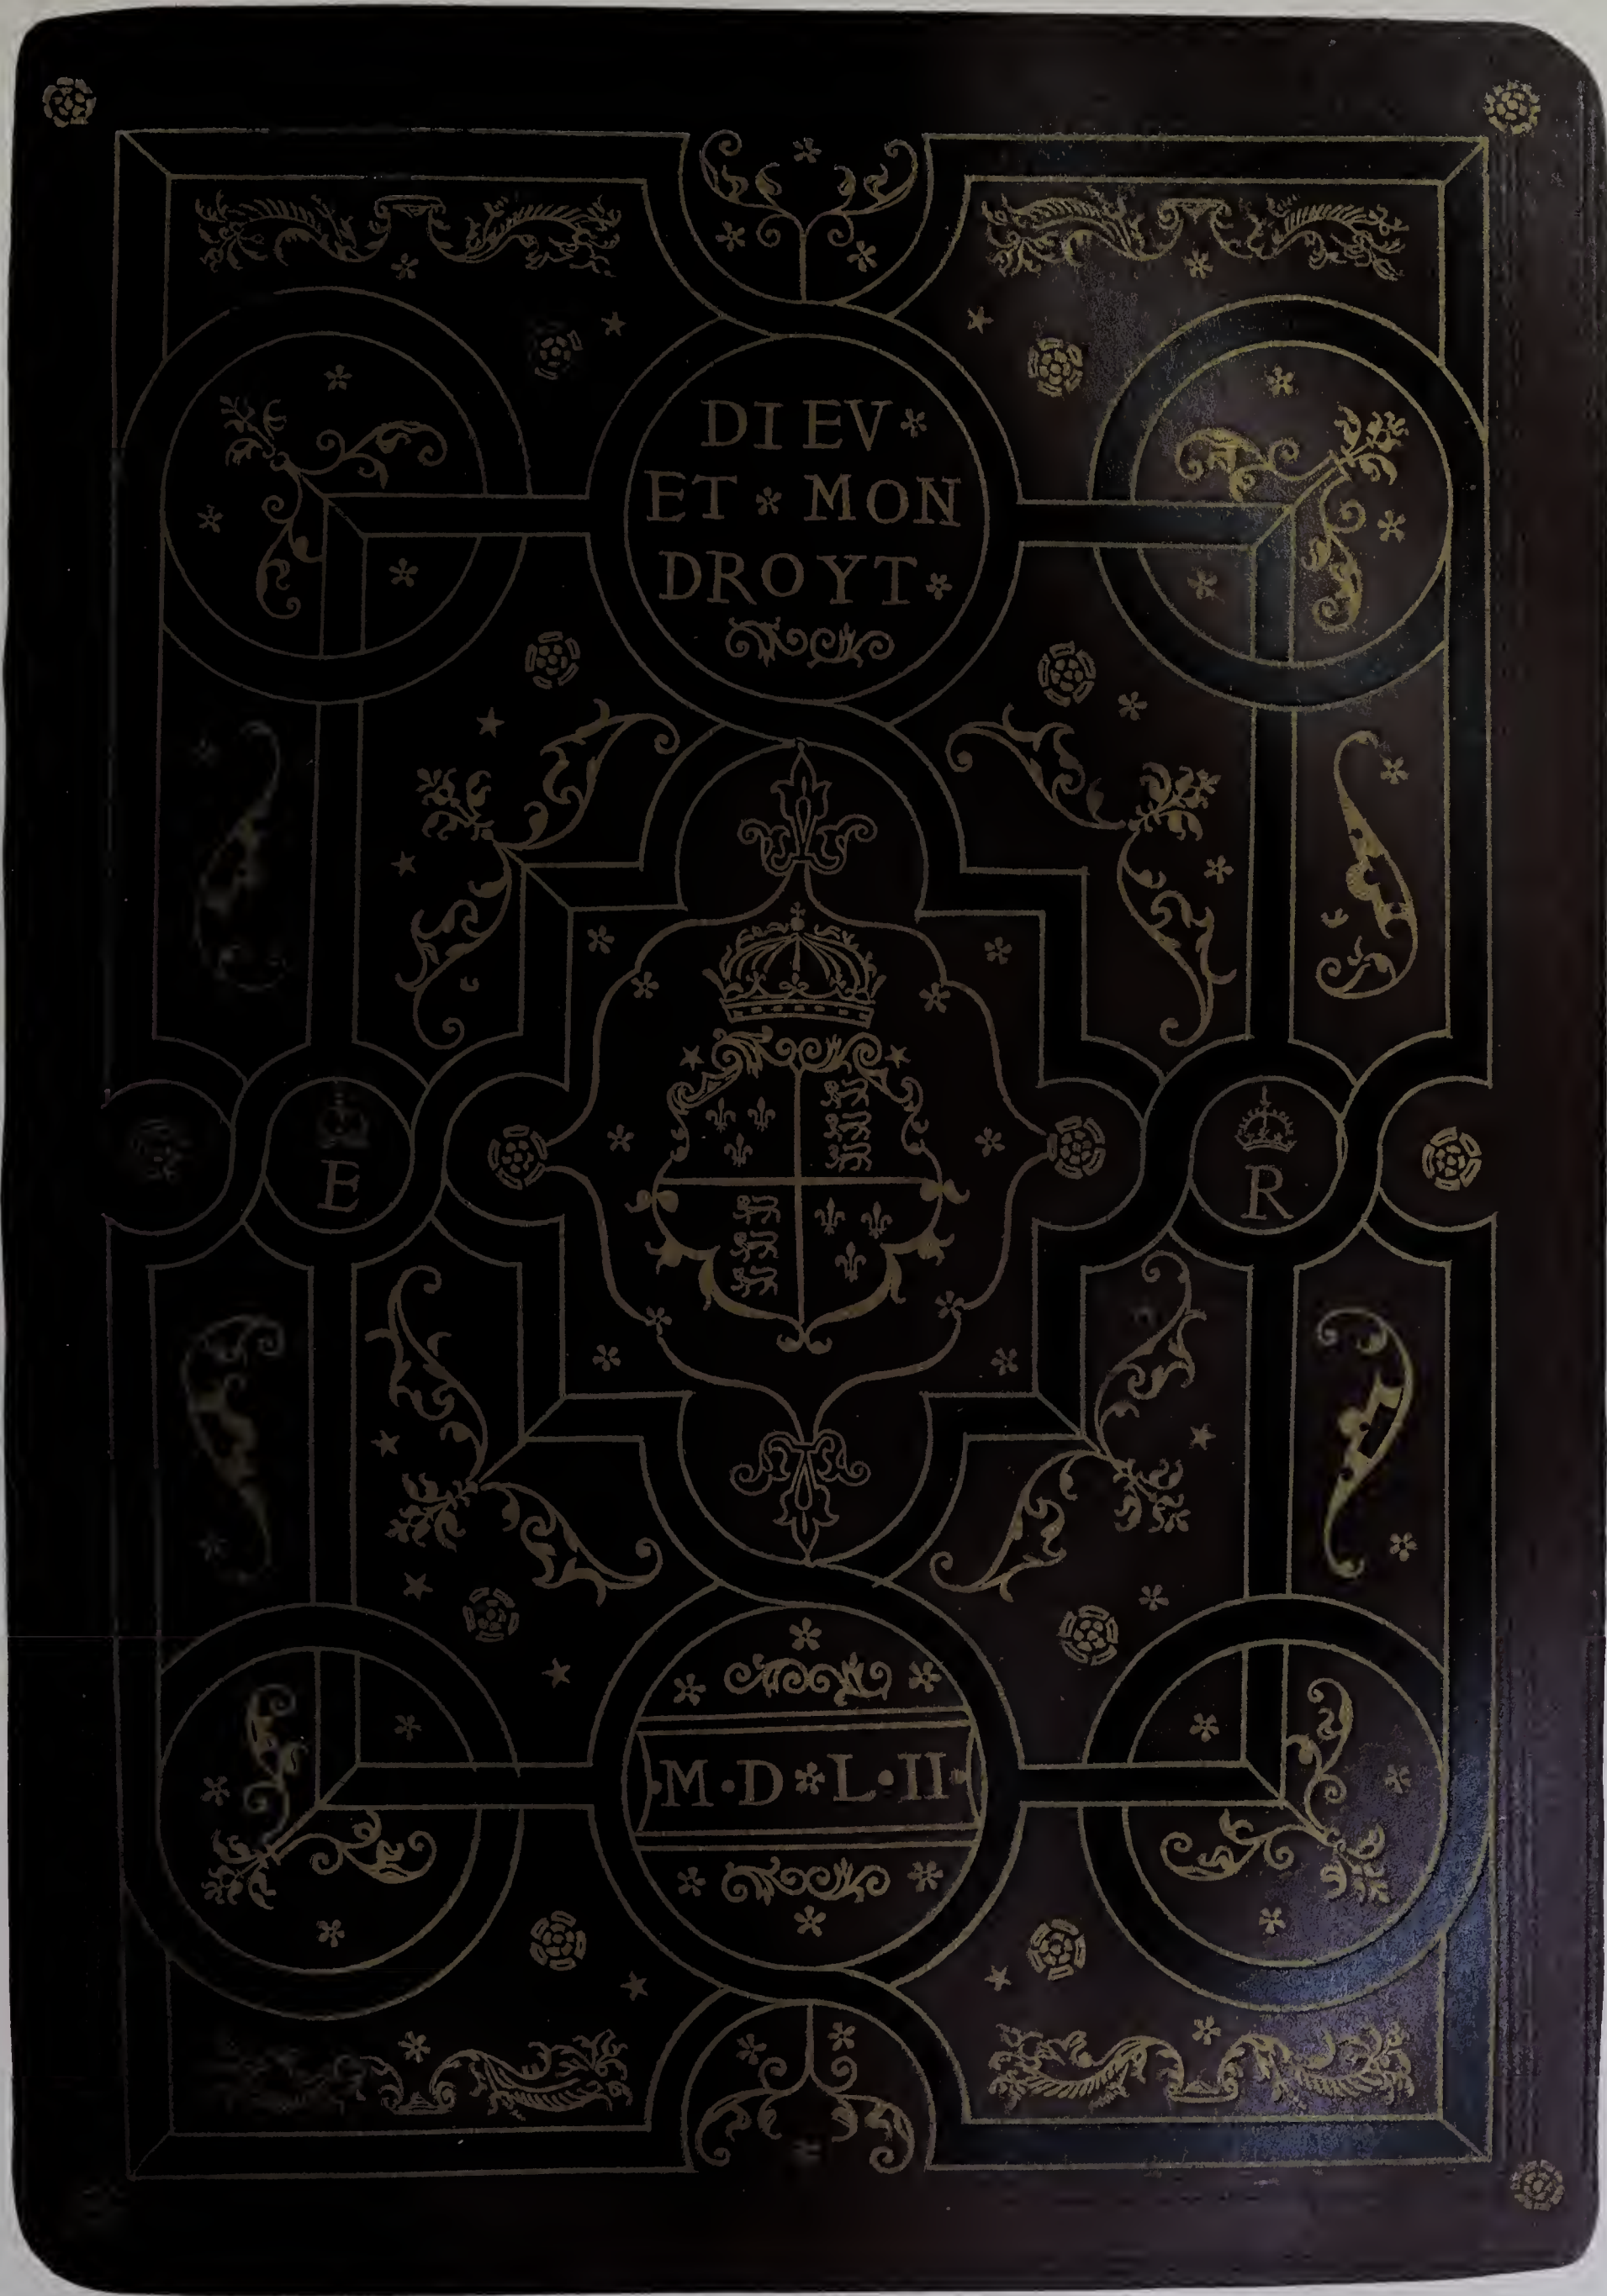 DIEV*
ET * MON
DROYT*
E
R
·M·D*L·II·